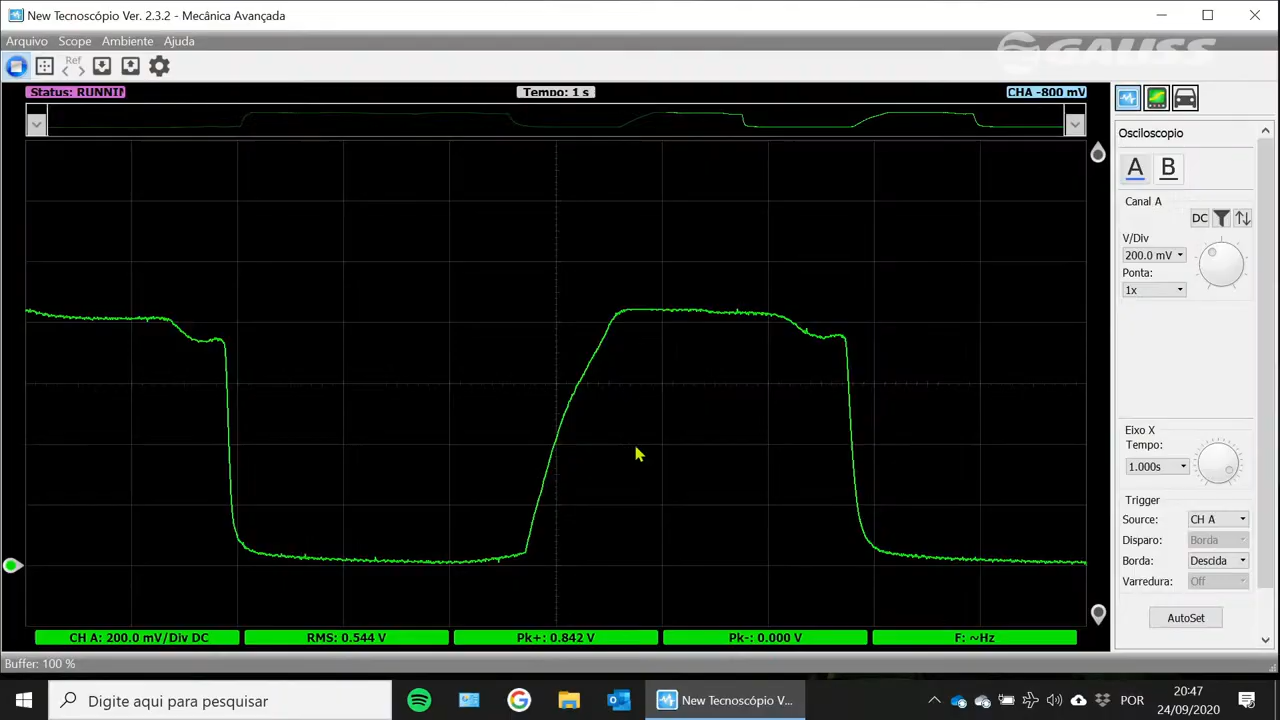 New Tecnoscópio Ver. 2.3.2 - Mecânica Avançada
Arquivo Scope Ambiente Ajuda
GAUSS
Ref
Status: RUNNIN
Tempo: 1 s
CHA -800 mV
Osciloscopio
A B
Canal A
DC
V/Div
200.0 mV
Ponta:
1x
Eixo X
Tempo:
1.000s
Trigger
Source: CH A
Disparo: Borda
Borda: Descida
Varredura: Off
AutoSet
CH A: 200.0 mV/Div DC
RMS: 0.544 V
Pk+: 0.842 V
Pk-: 0.000 V
F: ~Hz
Buffer: 100 %
Digite aqui para pesquisar
New Tecnoscópio V...
POR
20:47
24/09/2020